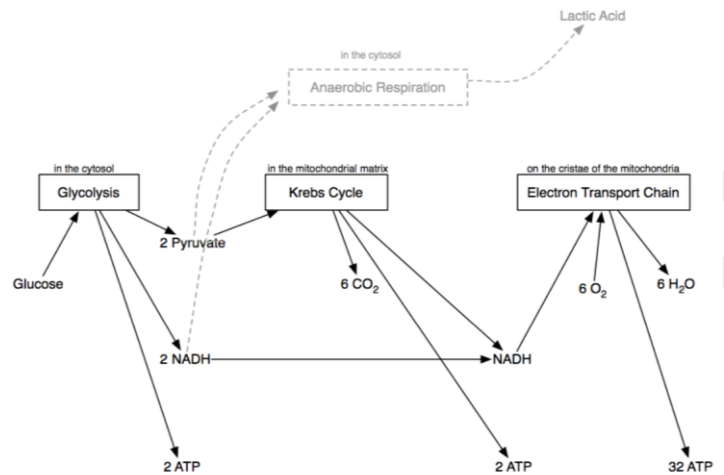 Lactic Acid
in the cytosol
Anaerobic Respiration
in the cytosol
Glycolysis
in the mitochondrial matrix
Krebs Cycle
on the cristae of the mitochondria
Electron Transport Chain
2 Pyruvate
Glucose
6 CO₂
6 O₂
6 H₂O
2 NADH
NADH
2 ATP
2 ATP
32 ATP